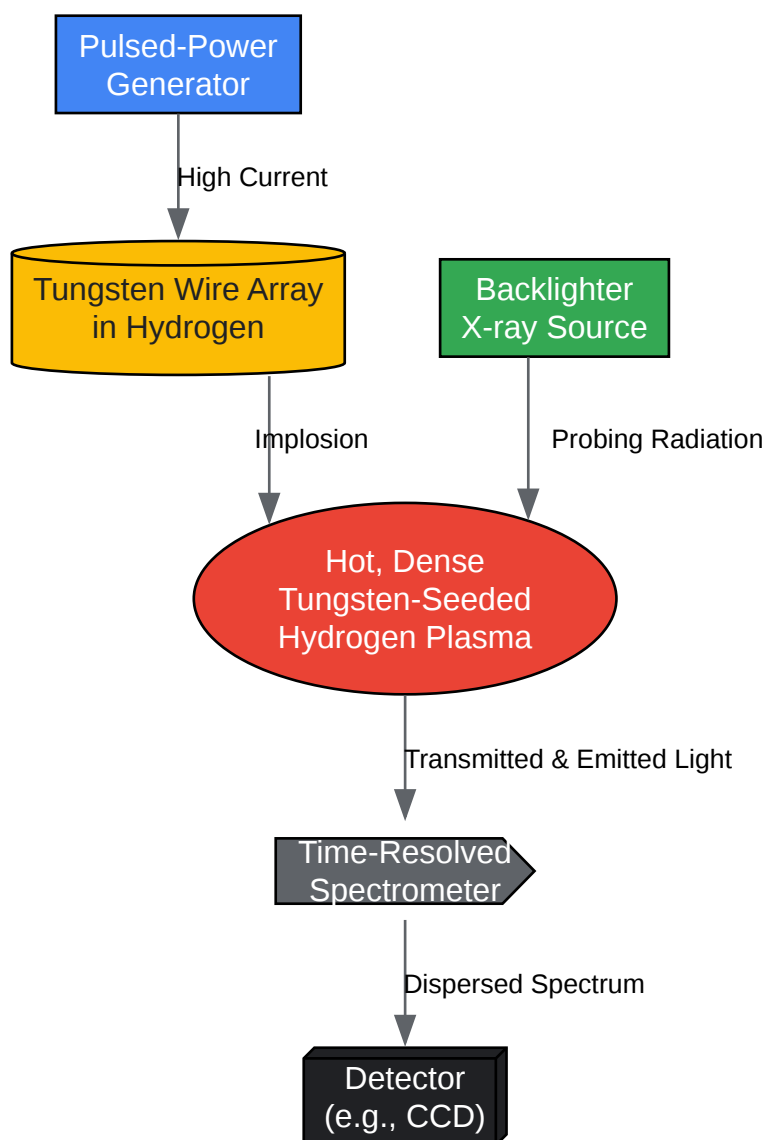 Pulsed-Power
Generator
High Current
Tungsten Wire Array
in Hydrogen
Backlighter
X-ray Source
Implosion
Probing Radiation
Hot, Dense
Tungsten-Seeded
Hydrogen Plasma
Transmitted & Emitted Light
Time-Resolved
Spectrometer
Dispersed Spectrum
Detector
(e.g., CCD)